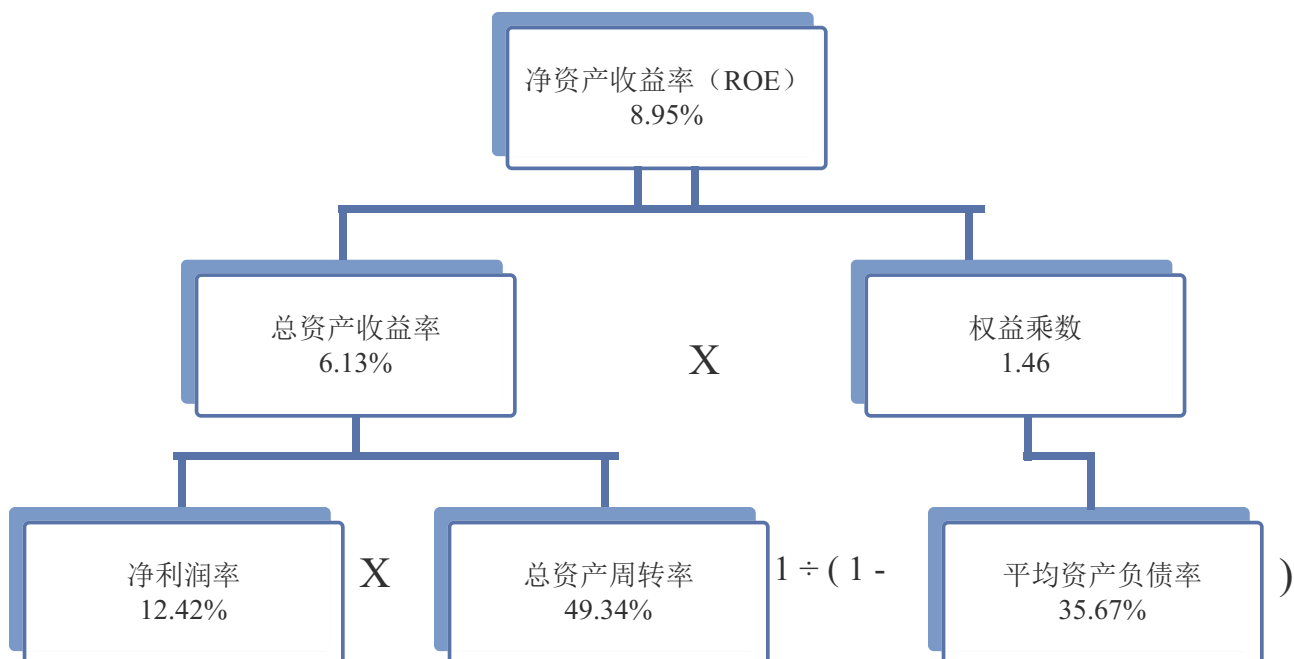 净资产收益率（ROE）
8.95%
总资产收益率
6.13%
X
权益乘数
1.46
净利润率
12.42%
X
总资产周转率
49.34%
1 ÷ ( 1 -
平均资产负债率
35.67%
)